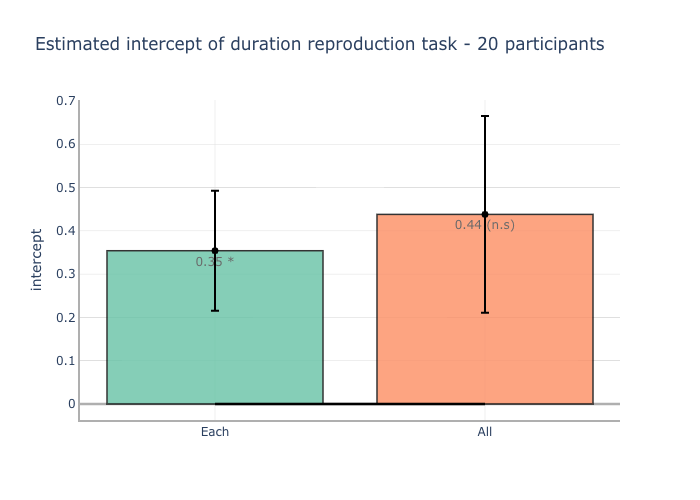 Estimated intercept of duration reproduction task - 20 participants
0.7
0.6
0.5
0.4
0.3
0.2
0.1
0
intercept
0.35 *
0.44 (n.s)
Each
All